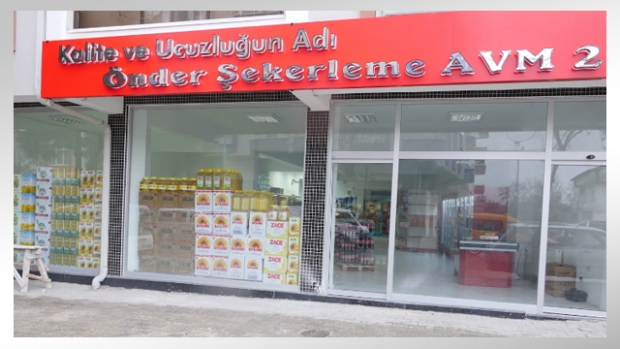 Kalite ve Ucuzluğun Adı
Önder Şekerleme AVM 2